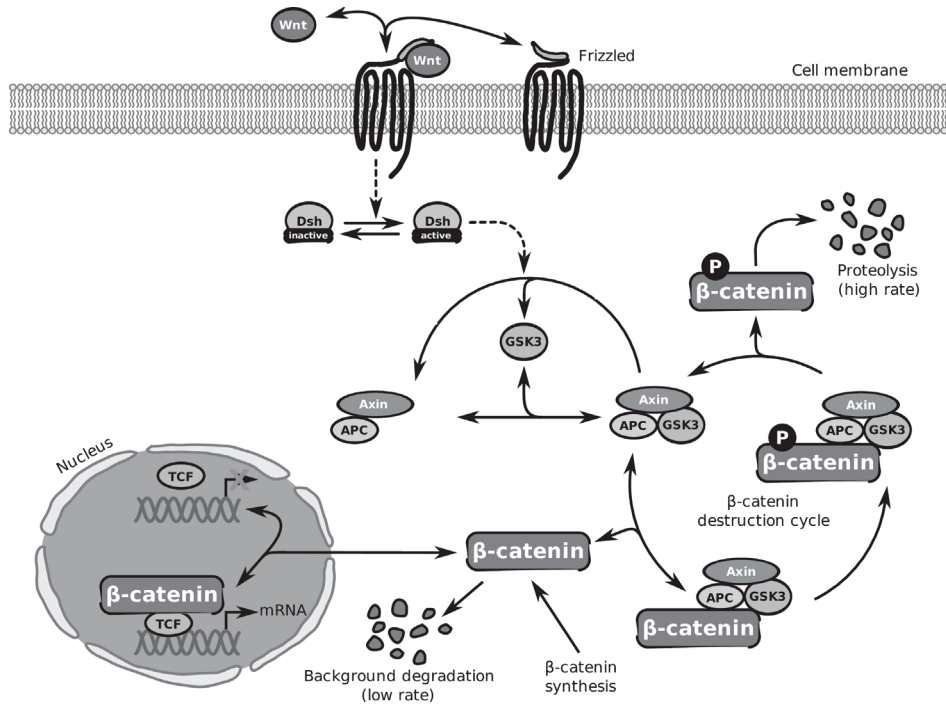 Wnt
Wnt
Frizzled
Cell membrane
Dsh
inactive
Dsh
active
P
β-catenin
Proteolysis
(high rate)
GSK3
Axin
APC
Axin
APC
GSK3
Axin
APC
GSK3
P
β-catenin
β-catenin
destruction cycle
Nucleus
TCF
X
β-catenin
TCF
mRNA
β-catenin
Axin
APC
GSK3
β-catenin
Background degradation
(low rate)
β-catenin
synthesis